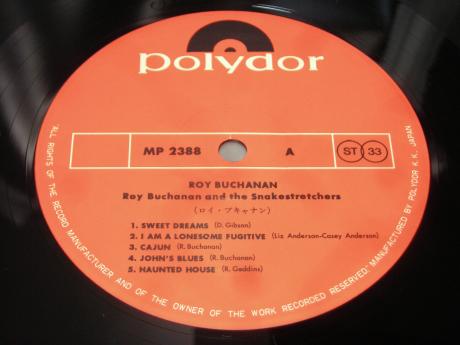 polydor
MP 2388 A ST 33
ROY BUCHANAN
Roy Buchanan and the Snakestretchers
(ロイ・ブキャナン)
1. SWEET DREAMS (D. Gibson)
2. I AM A LONESOME FUGITIVE (Liz Anderson-Casey Anderson)
3. CAJUN (R. Buchanan)
4. JOHN'S BLUES (R. Buchanan)
5. HAUNTED HOUSE (R. Geddins)
"ALL RIGHTS OF THE RECORD MANUFACTURER AND OF THE OWNER OF THE WORK RECORDED RESERVED." MANUFACTURED BY POLYDOR K.K., JAPAN